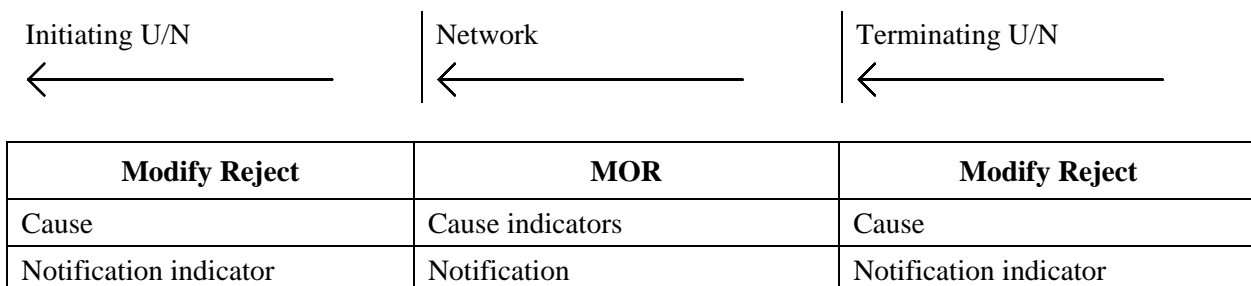 Initiating U/N Network Terminating U/N
Modify Reject MOR Modify Reject
Cause Cause indicators Cause
Notification indicator Notification Notification indicator